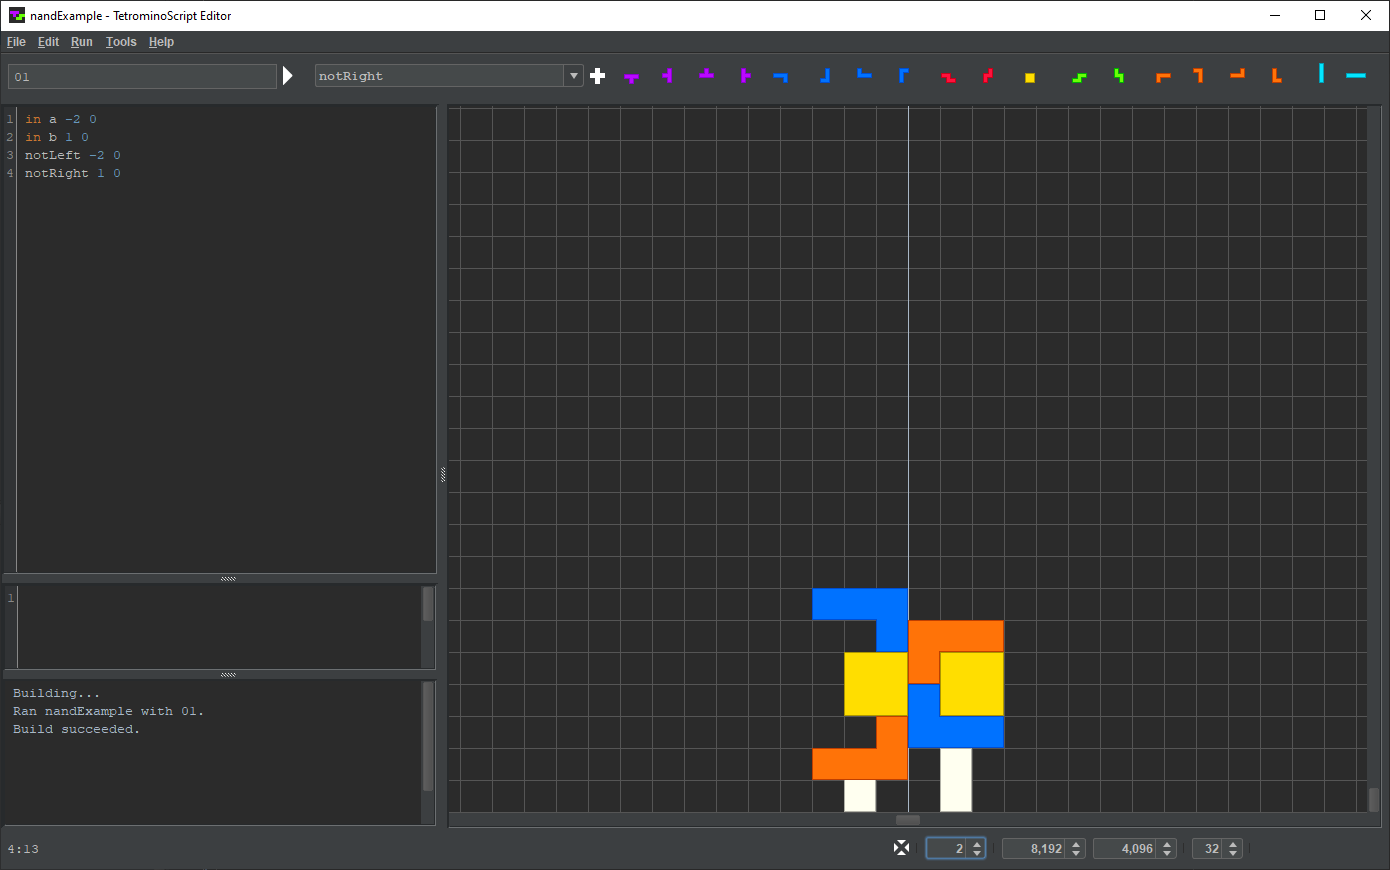 nandExample - TetrominoScript Editor
File Edit Run Tools Help
01 notRight
1 in a -2 0
2 in b 1 0
3 notLeft -2 0
4 notRight 1 0
1
Building...
Ran nandExample with 01.
Build succeeded.
4:13 2 8,192 4,096 32